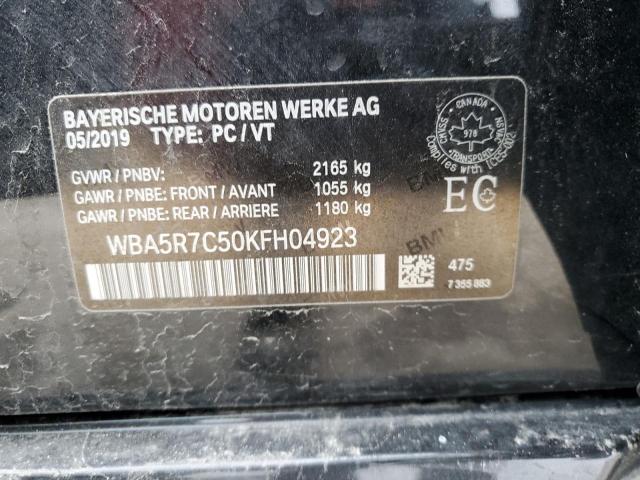 BAYERISCHE MOTOREN WERKE AG
05/2019 TYPE: PC / VT
GVWR / PNBV: 2165 kg
GAWR / PNBE: FRONT / AVANT 1055 kg
GAWR / PNBE: REAR / ARRIERE 1180 kg
WBA5R7C50KFH04923
CANADA
978
TRANSPORT
EC
475
7 355 883
BMW